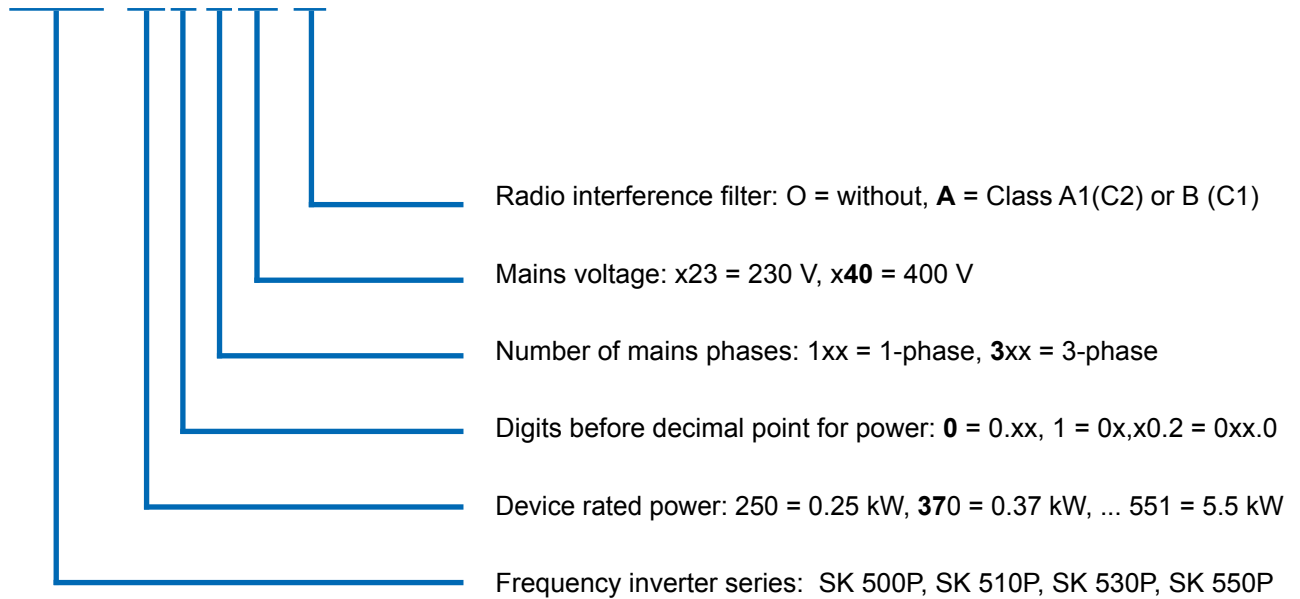 Radio interference filter: O = without, A = Class A1(C2) or B (C1)
Mains voltage: x23 = 230 V, x40 = 400 V
Number of mains phases: 1xx = 1-phase, 3xx = 3-phase
Digits before decimal point for power: 0 = 0.xx, 1 = 0x,x0.2 = 0xx.0
Device rated power: 250 = 0.25 kW, 370 = 0.37 kW, ... 551 = 5.5 kW
Frequency inverter series: SK 500P, SK 510P, SK 530P, SK 550P